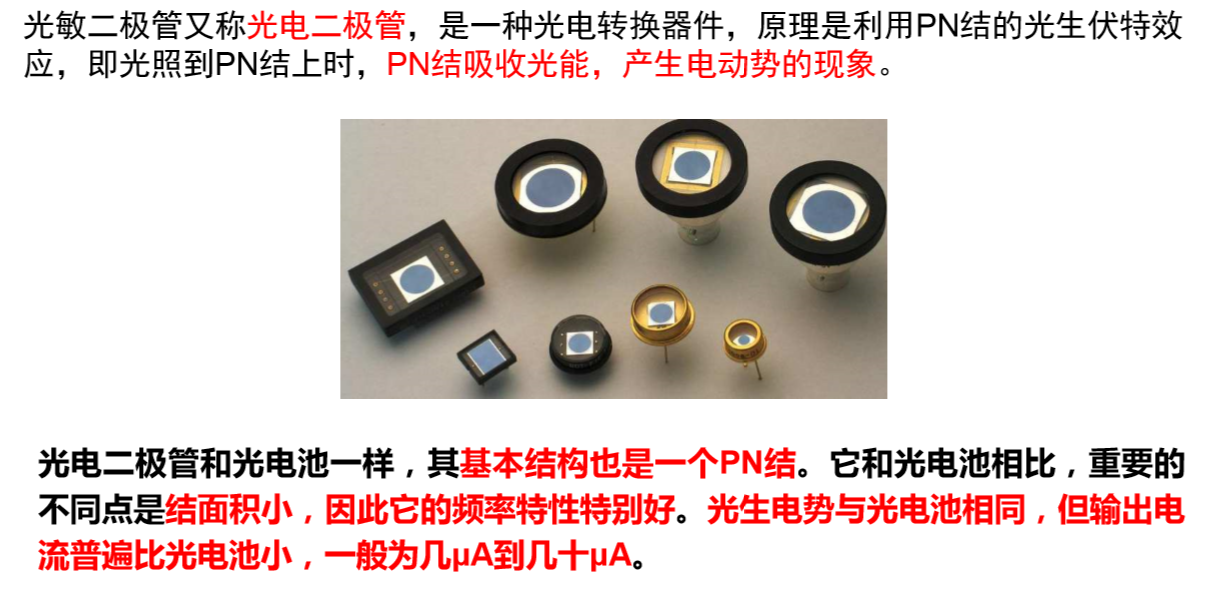 光敏二极管又称光电二极管，是一种光电转换器件，原理是利用PN结的光生伏特效
应，即光照到PN结上时，PN结吸收光能，产生电动势的现象。
光电二极管和光电池一样，其基本结构也是一个PN结。它和光电池相比，重要的
不同点是结面积小，因此它的频率特性特别好。光生电势与光电池相同，但输出电
流普遍比光电池小，一般为几μA到几十μA。